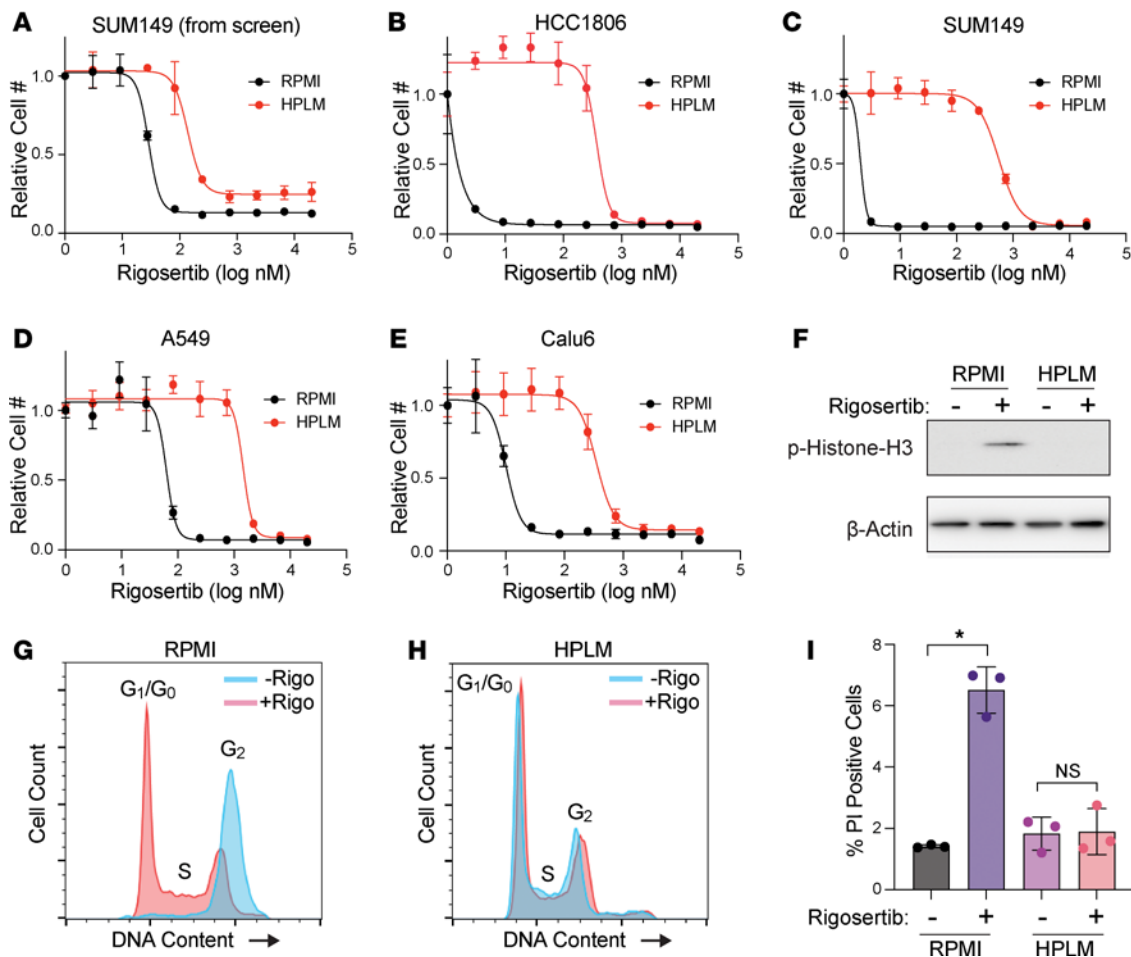 A
SUM149 (from screen)
Relative Cell #
1.0
0.5
0.0
0 1 2 3 4 5
Rigosertib (log nM)
RPMI
HPLM
B
HCC1806
Relative Cell #
1.0
0.5
0.0
0 1 2 3 4 5
Rigosertib (log nM)
RPMI
HPLM
C
SUM149
Relative Cell #
1.0
0.5
0.0
0 1 2 3 4 5
Rigosertib (log nM)
RPMI
HPLM
D
A549
Relative Cell #
1.0
0.5
0.0
0 1 2 3 4 5
Rigosertib (log nM)
RPMI
HPLM
E
Calu6
Relative Cell #
1.0
0.5
0.0
0 1 2 3 4 5
Rigosertib (log nM)
RPMI
HPLM
F
RPMI HPLM
Rigosertib: - + - +
p-Histone-H3
β-Actin
G
RPMI
G1/G0
-Rigo
+Rigo
G2
S
Cell Count
DNA Content →
H
HPLM
G1/G0
-Rigo
+Rigo
G2
S
Cell Count
DNA Content →
I
% PI Positive Cells
8
6
4
2
0
*
NS
Rigosertib: - + - +
RPMI HPLM